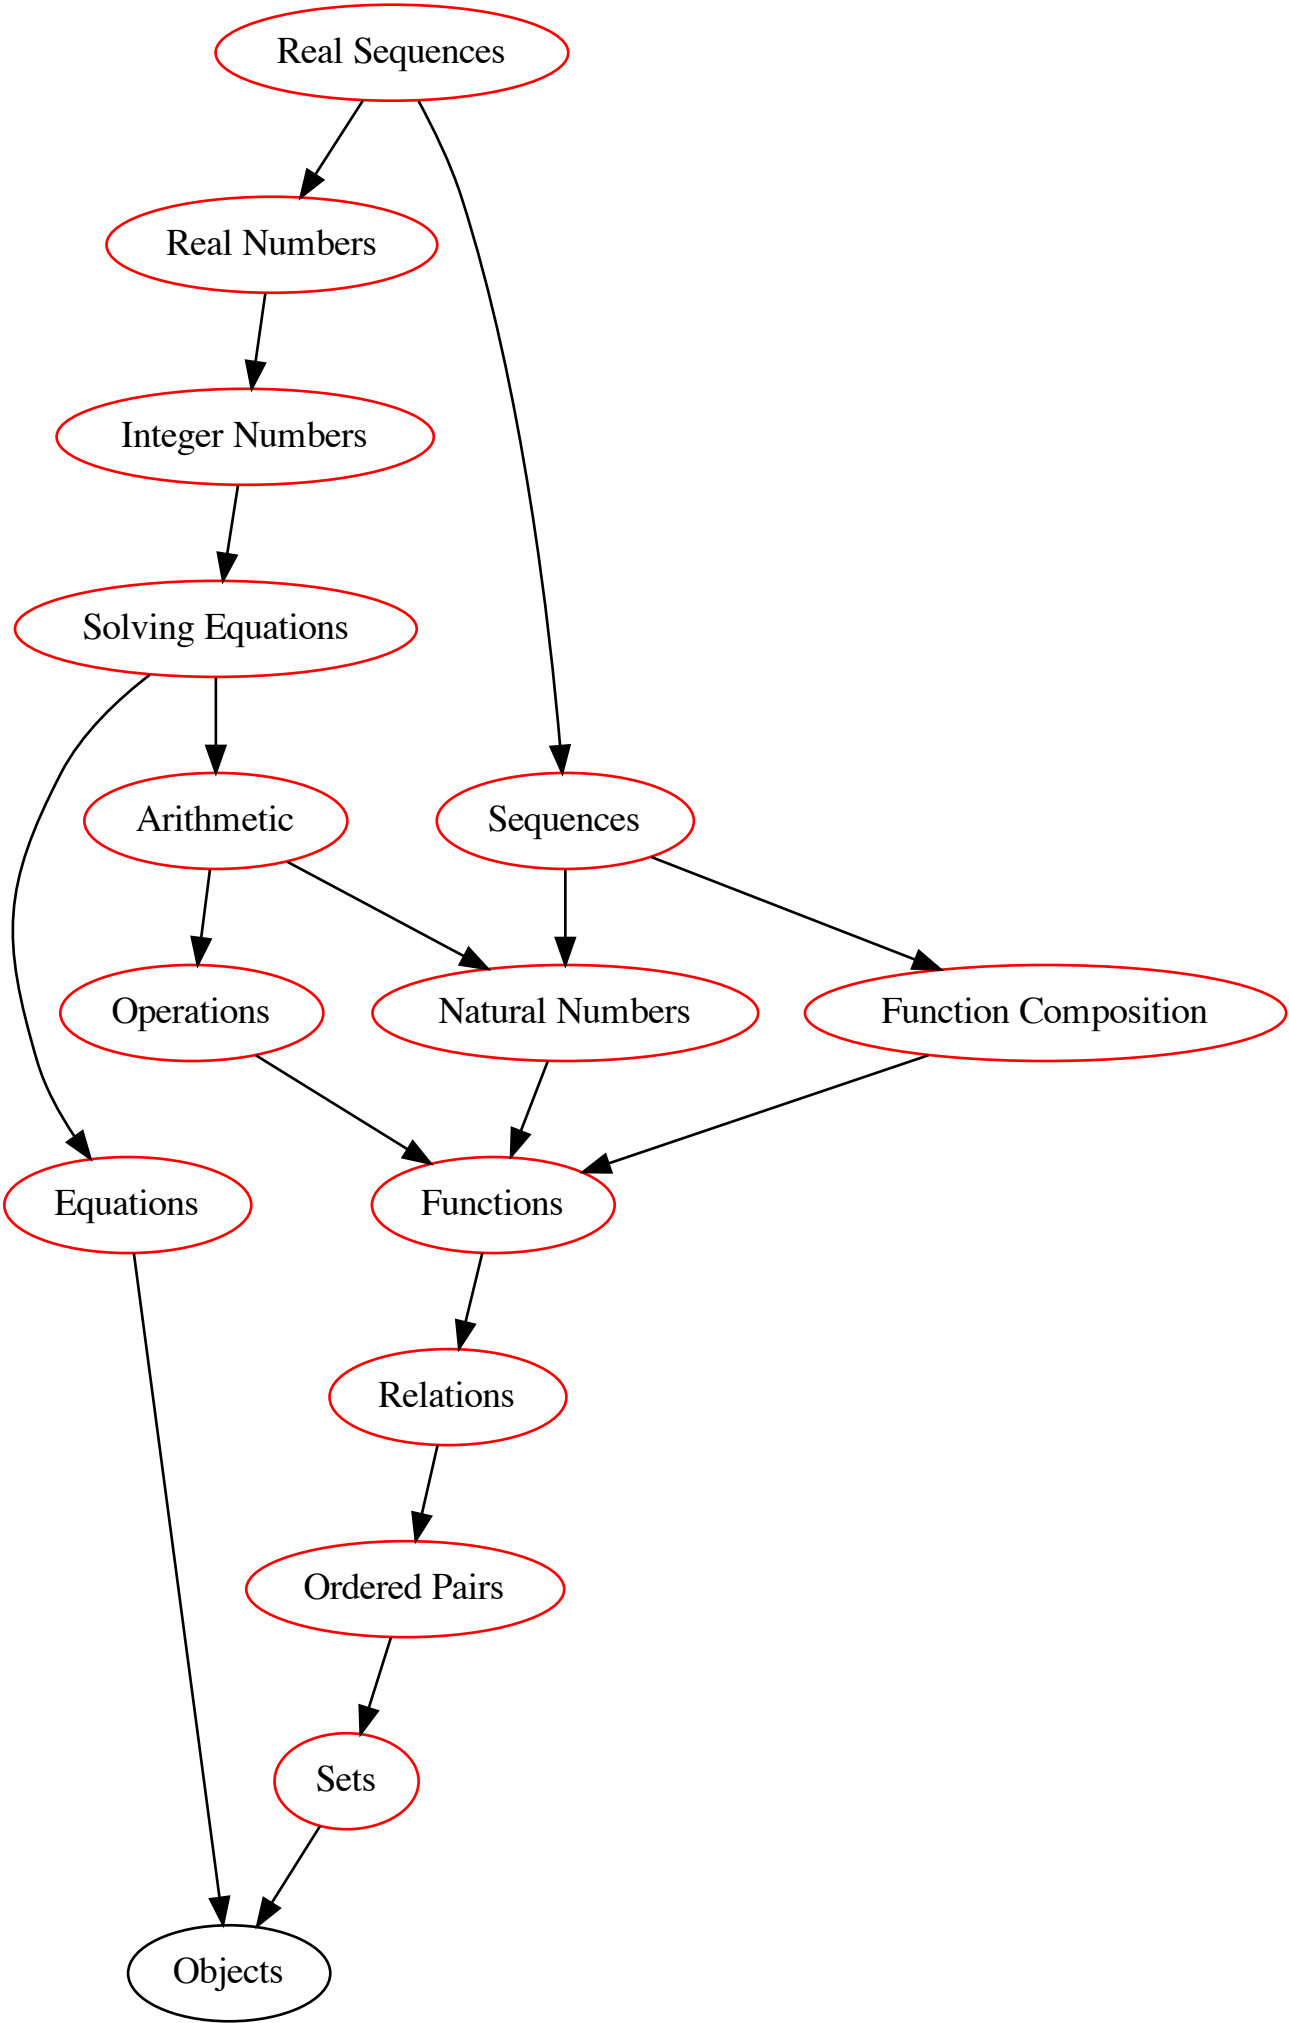 Real Sequences
Real Numbers
Integer Numbers
Solving Equations
Arithmetic
Sequences
Operations
Natural Numbers
Function Composition
Equations
Functions
Relations
Ordered Pairs
Sets
Objects